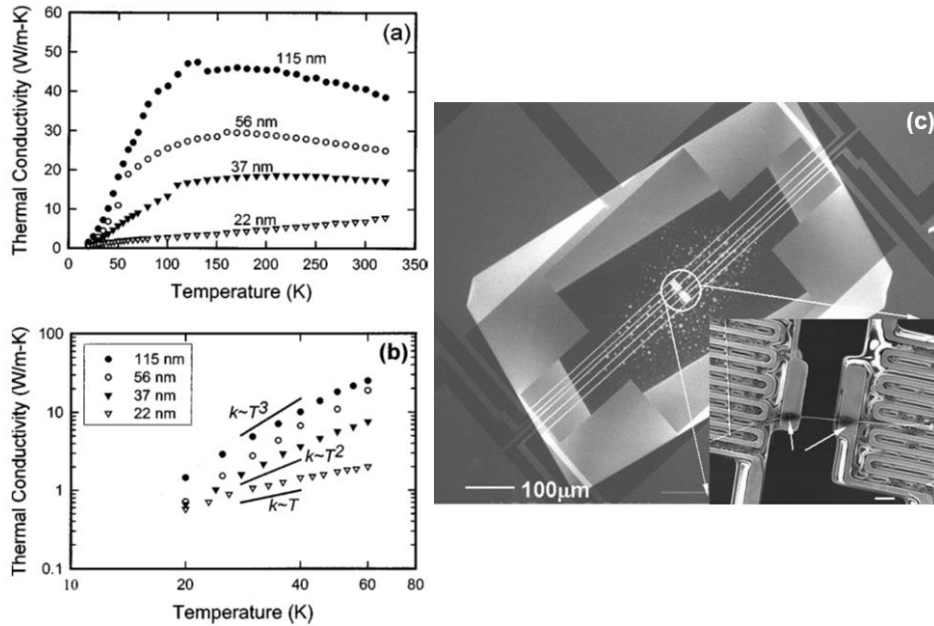 (a)
Thermal Conductivity (W/m-K)
60
50
40
30
20
10
0
115 nm
56 nm
37 nm
22 nm
0 50 100 150 200 250 300 350
Temperature (K)
(b)
Thermal Conductivity (W/m-K)
100
10
1
0.1
115 nm
56 nm
37 nm
22 nm
k~T³
k~T²
k~T
10 20 40 60 80
Temperature (K)
(c)
100μm